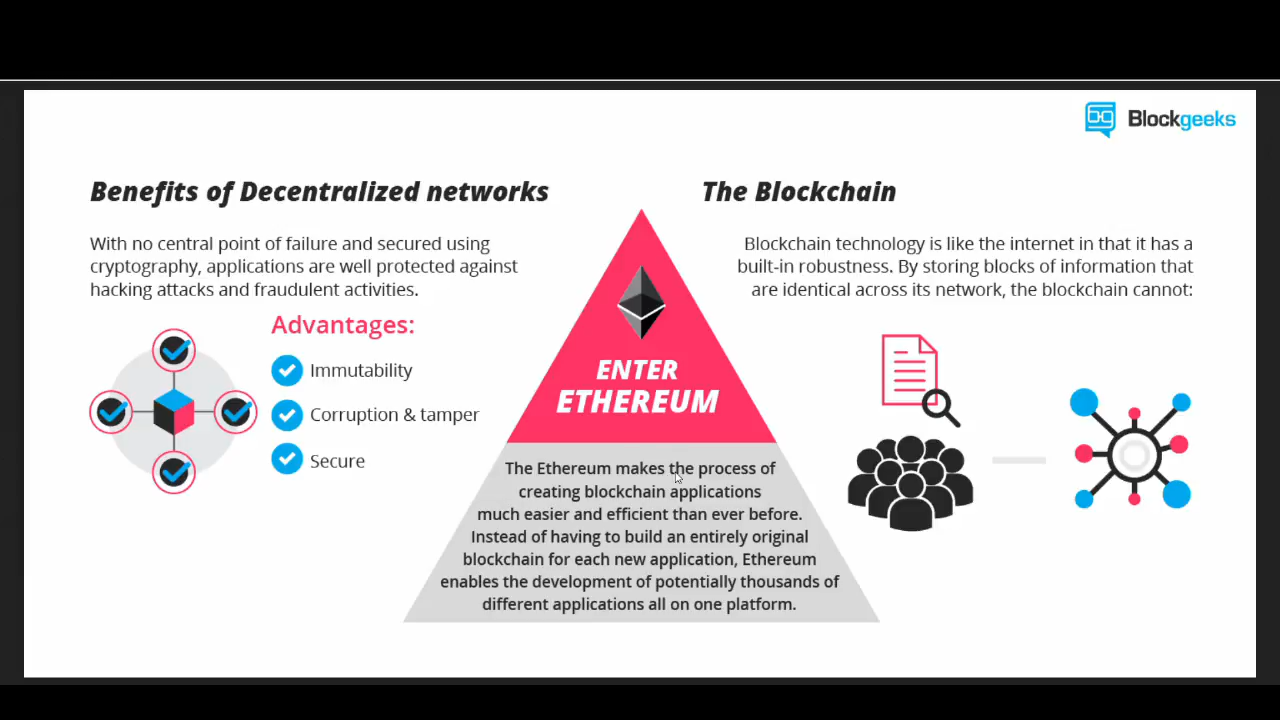 Blockgeeks
Benefits of Decentralized networks
With no central point of failure and secured using
cryptography, applications are well protected against
hacking attacks and fraudulent activities.
Advantages:
Immutability
Corruption & tamper
Secure
ENTER
ETHEREUM
The Ethereum makes the process of
creating blockchain applications
much easier and efficient than ever before.
Instead of having to build an entirely original
blockchain for each new application, Ethereum
enables the development of potentially thousands of
different applications all on one platform.
The Blockchain
Blockchain technology is like the internet in that it has a
built-in robustness. By storing blocks of information that
are identical across its network, the blockchain cannot: